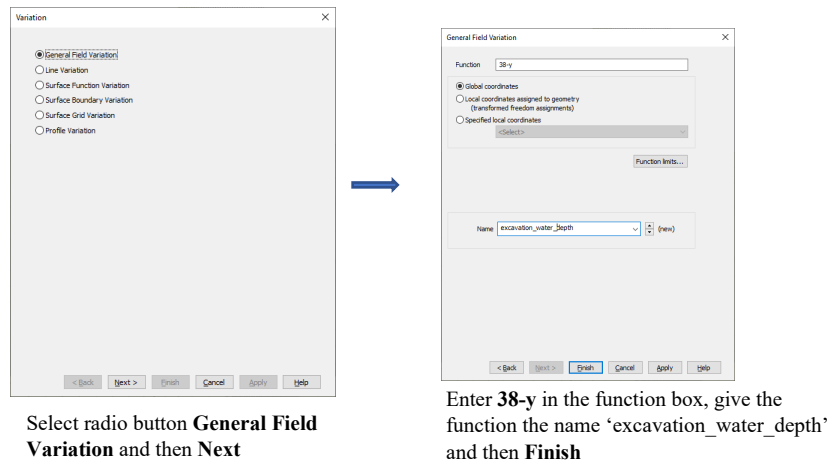 Variation
General Field Variation
Line Variation
Surface Function Variation
Surface Boundary Variation
Surface Grid Variation
Profile Variation
< Back Next > Finish Cancel Apply Help
Select radio button General Field
Variation and then Next
General Field Variation
Function 38-y
Global coordinates
Local coordinates assigned to geometry
(transformed freedom assignments)
Specified local coordinates
<Select>
Function limits...
Name excavation_water_depth (new)
< Back Next > Finish Cancel Apply Help
Enter 38-y in the function box, give the
function the name ‘excavation_water_depth’
and then Finish